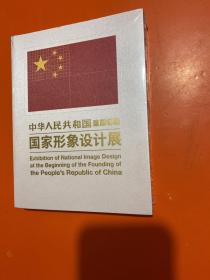 中华人民共和国
国家形象设计展
Exhibition of National Image Design
at the Beginning of the Founding of
the People's Republic of China